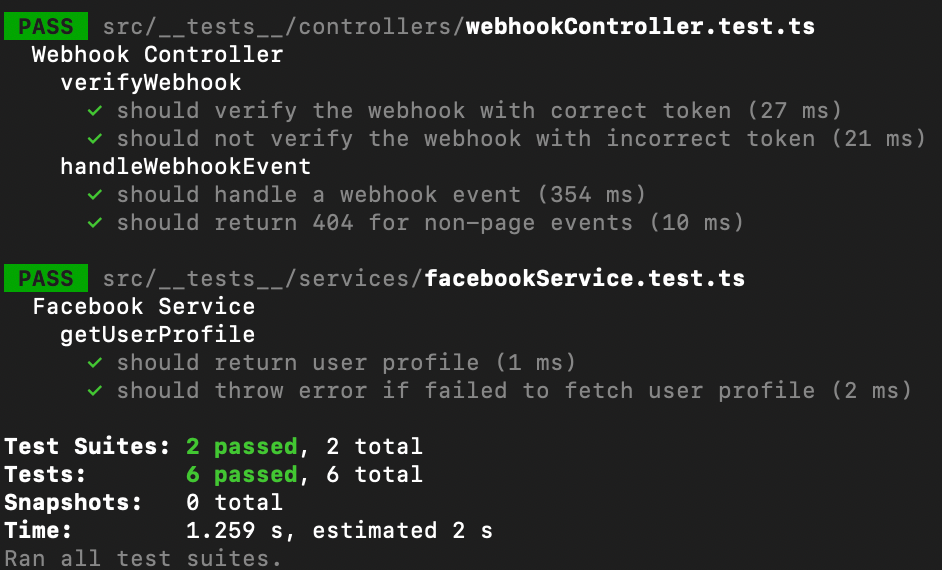 PASS src/__tests__/controllers/webhookController.test.ts
Webhook Controller
verifyWebhook
✓ should verify the webhook with correct token (27 ms)
✓ should not verify the webhook with incorrect token (21 ms)
handleWebhookEvent
✓ should handle a webhook event (354 ms)
✓ should return 404 for non-page events (10 ms)
PASS src/__tests__/services/facebookService.test.ts
Facebook Service
getUserProfile
✓ should return user profile (1 ms)
✓ should throw error if failed to fetch user profile (2 ms)
Test Suites: 2 passed, 2 total
Tests: 6 passed, 6 total
Snapshots: 0 total
Time: 1.259 s, estimated 2 s
Ran all test suites.